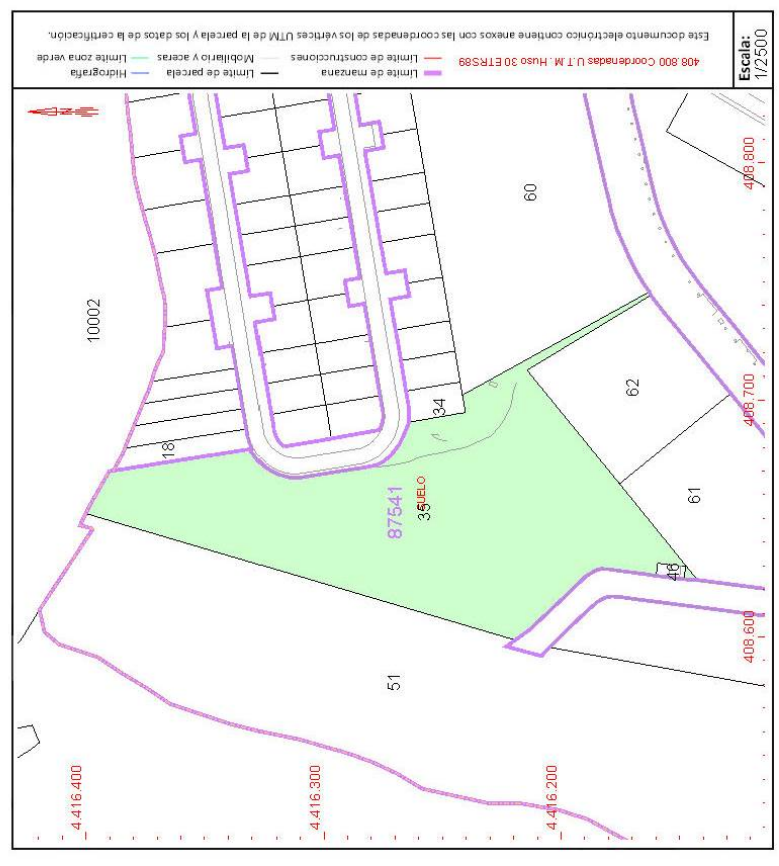 Este documento electrónico contiene anexos con las coordenadas de los vértices UTM de la parcela y los datos de la certificación.
408.800 Coordenadas U.T.M. Huso 30 ETRS89
Límite de manzana
Límite de construcciones
Límite de parcela
Mobiliario y aceras
Hidrografía
Límite zona verde
Escala:
1/2500
408.800
60
10002
408.700
62
34
18
61
87541
35
SUELO
46
408.600
51
4.416.400
4.416.300
4.416.200